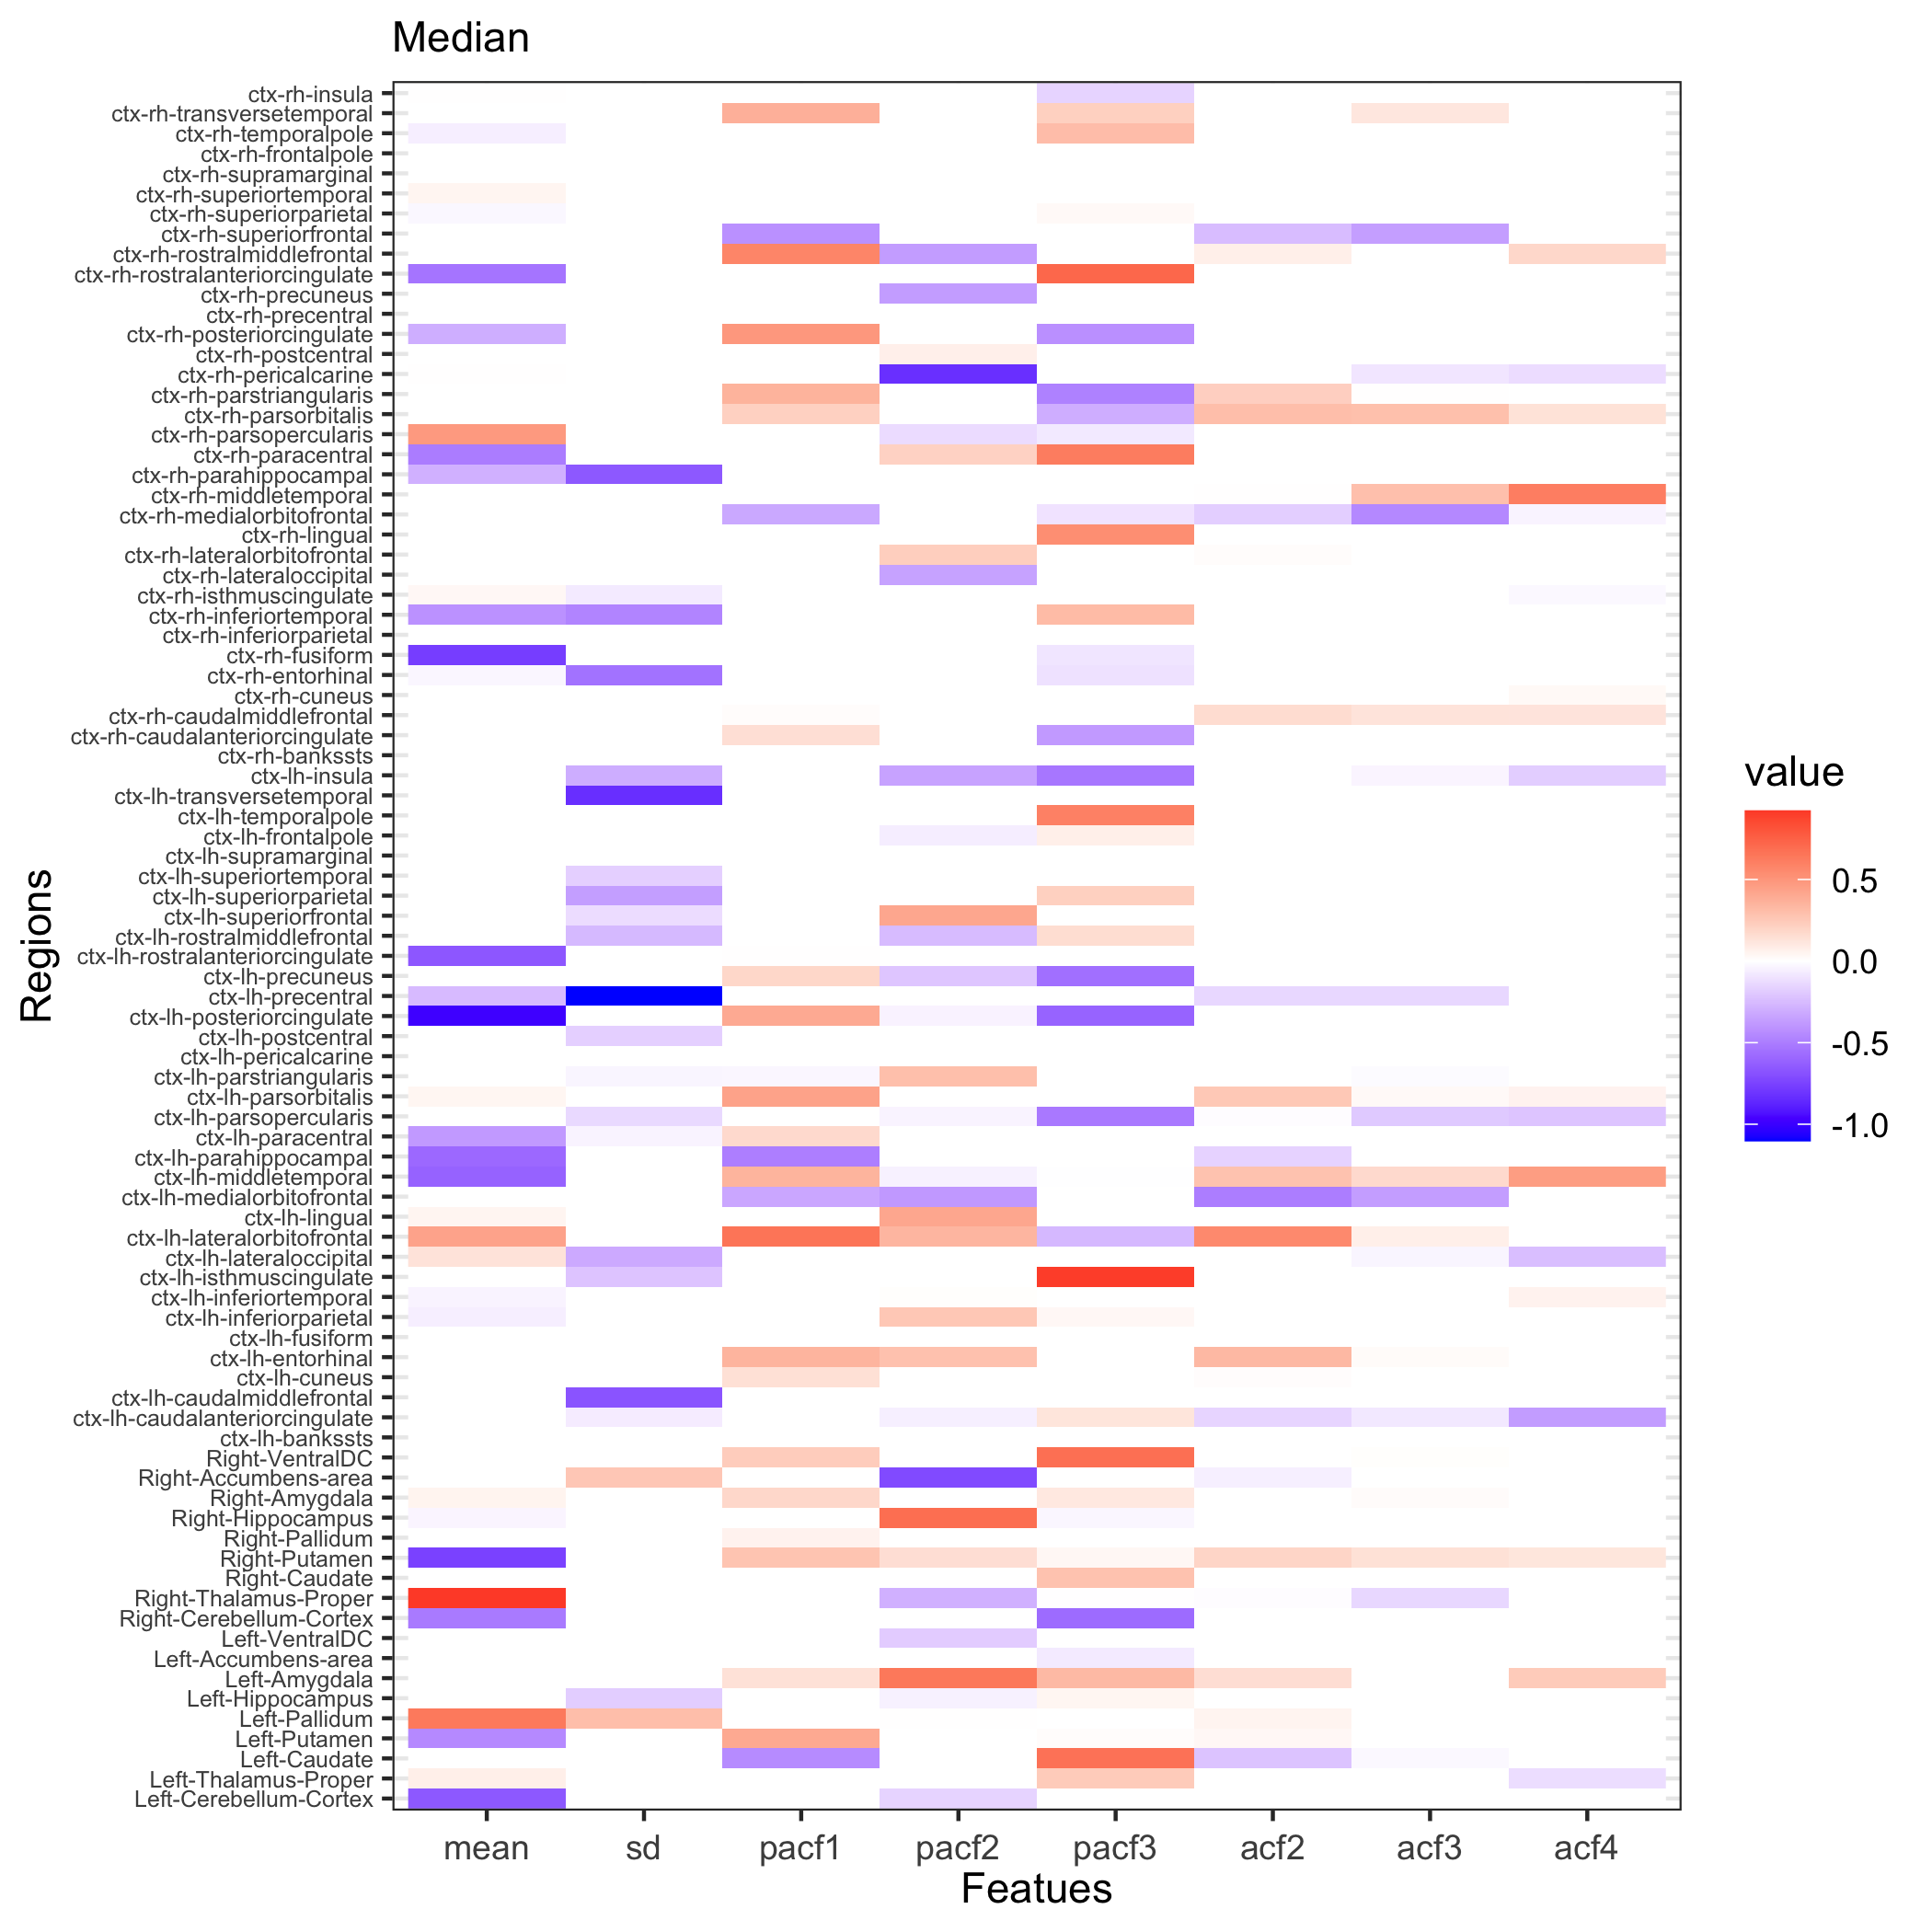 Median
ctx-rh-insula
ctx-rh-transversetemporal
ctx-rh-temporalpole
ctx-rh-frontalpole
ctx-rh-supramarginal
ctx-rh-superiortemporal
ctx-rh-superiorparietal
ctx-rh-superiorfrontal
ctx-rh-rostralmiddlefrontal
ctx-rh-rostralanteriorcingulate
ctx-rh-precuneus
ctx-rh-precentral
ctx-rh-posteriorcingulate
ctx-rh-postcentral
ctx-rh-pericalcarine
ctx-rh-parstriangularis
ctx-rh-parsorbitalis
ctx-rh-parsopercularis
ctx-rh-paracentral
ctx-rh-parahippocampal
ctx-rh-middletemporal
ctx-rh-medialorbitofrontal
ctx-rh-lingual
ctx-rh-lateralorbitofrontal
ctx-rh-lateraloccipital
ctx-rh-isthmuscingulate
ctx-rh-inferiortemporal
ctx-rh-inferiorparietal
ctx-rh-fusiform
ctx-rh-entorhinal
ctx-rh-cuneus
ctx-rh-caudalmiddlefrontal
ctx-rh-caudalanteriorcingulate
ctx-rh-bankssts
ctx-lh-insula
ctx-lh-transversetemporal
ctx-lh-temporalpole
ctx-lh-frontalpole
ctx-lh-supramarginal
ctx-lh-superiortemporal
ctx-lh-superiorparietal
ctx-lh-superiorfrontal
ctx-lh-rostralmiddlefrontal
ctx-lh-rostralanteriorcingulate
ctx-lh-precuneus
ctx-lh-precentral
ctx-lh-posteriorcingulate
ctx-lh-postcentral
ctx-lh-pericalcarine
ctx-lh-parstriangularis
ctx-lh-parsorbitalis
ctx-lh-parsopercularis
ctx-lh-paracentral
ctx-lh-parahippocampal
ctx-lh-middletemporal
ctx-lh-medialorbitofrontal
ctx-lh-lingual
ctx-lh-lateralorbitofrontal
ctx-lh-lateraloccipital
ctx-lh-isthmuscingulate
ctx-lh-inferiortemporal
ctx-lh-inferiorparietal
ctx-lh-fusiform
ctx-lh-entorhinal
ctx-lh-cuneus
ctx-lh-caudalmiddlefrontal
ctx-lh-caudalanteriorcingulate
ctx-lh-bankssts
Right-VentralDC
Right-Accumbens-area
Right-Amygdala
Right-Hippocampus
Right-Pallidum
Right-Putamen
Right-Caudate
Right-Thalamus-Proper
Right-Cerebellum-Cortex
Left-VentralDC
Left-Accumbens-area
Left-Amygdala
Left-Hippocampus
Left-Pallidum
Left-Putamen
Left-Caudate
Left-Thalamus-Proper
Left-Cerebellum-Cortex
Regions
mean sd pacf1 pacf2 pacf3 acf2 acf3 acf4
Featues
value
0.5
0.0
-0.5
-1.0